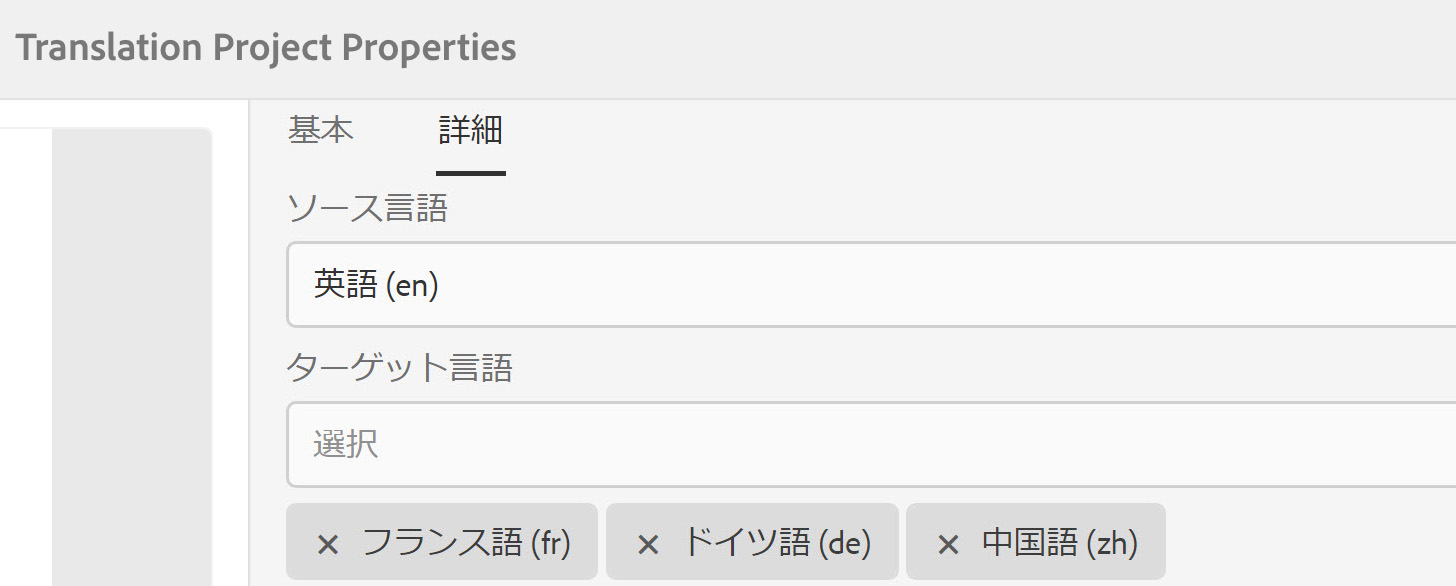 Translation Project Properties
基本 詳細
ソース言語
英語 (en)
ターゲット言語
選択
× フランス語 (fr) × ドイツ語 (de) × 中国語 (zh)